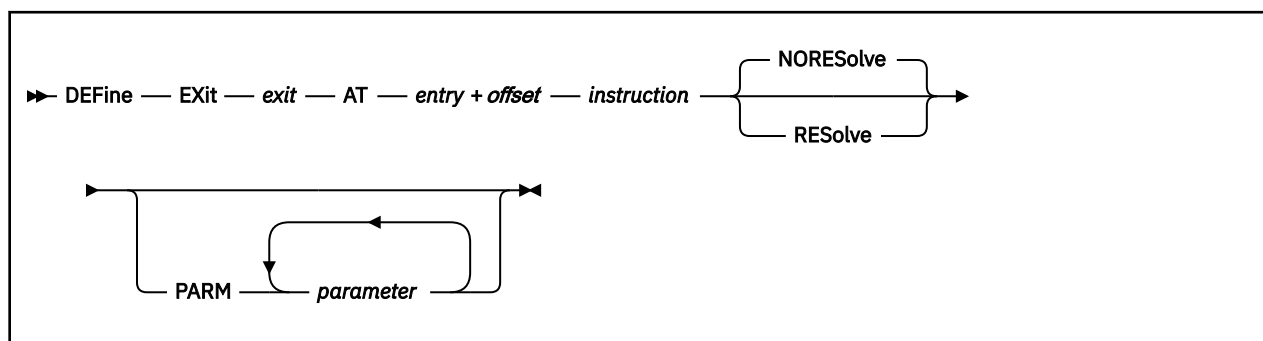 NORESolve
DEFine EXit exit AT entry + offset instruction
RESolve
PARM parameter